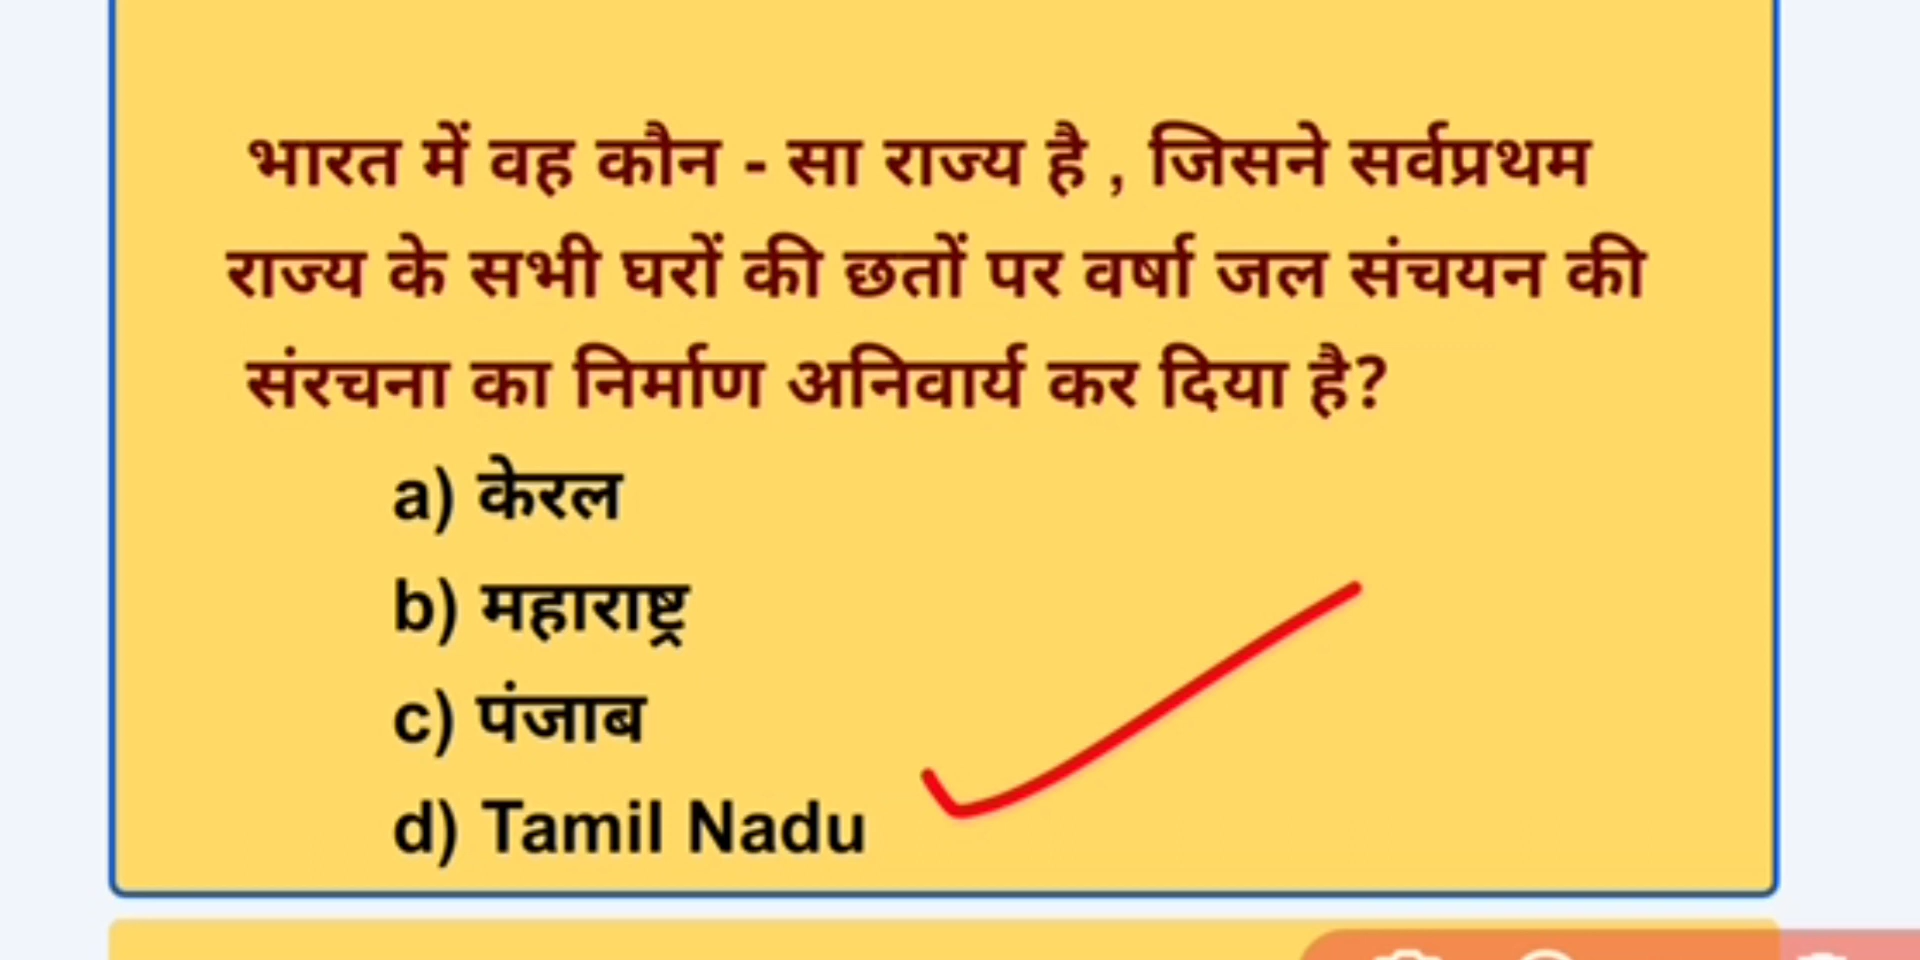 भारत में वह कौन - सा राज्य है , जिसने सर्वप्रथम
राज्य के सभी घरों की छतों पर वर्षा जल संचयन की
संरचना का निर्माण अनिवार्य कर दिया है?
a) केरल
b) महाराष्ट्र
c) पंजाब
d) Tamil Nadu